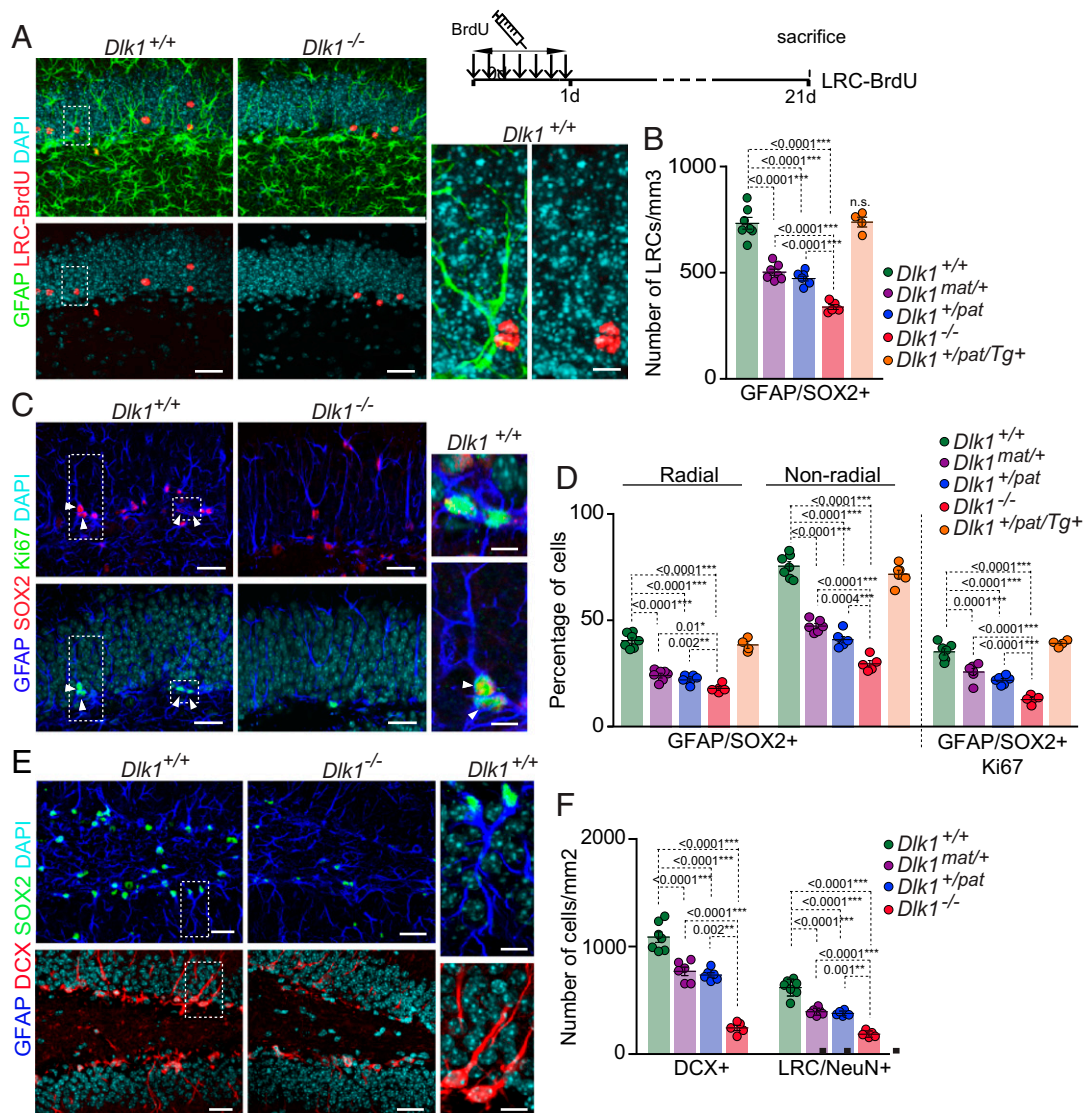 A
Dlk1+/+
Dlk1-/-
GFAP LRC-BrdU DAPI
BrdU
sacrifice
1d
21d
LRC-BrdU
Dlk1+/+
B
Number of LRCs/mm3
1000
500
0
<0.0001***
<0.0001***
<0.0001***
<0.0001***
<0.0001***
n.s.
GFAP/SOX2+
Dlk1+/+
Dlk1mat/+
Dlk1+/pat
Dlk1-/-
Dlk1+/pat/Tg+
C
Dlk1+/+
Dlk1-/-
Dlk1+/+
GFAP SOX2 Ki67 DAPI
D
Percentage of cells
100
50
0
Radial
Non-radial
<0.0001***
<0.0001***
<0.0001***
0.01*
0.002**
<0.0001***
<0.0001***
<0.0001***
<0.0001***
0.0004***
<0.0001***
<0.0001***
0.0001***
<0.0001***
<0.0001***
GFAP/SOX2+
GFAP/SOX2+
Ki67
Dlk1+/+
Dlk1mat/+
Dlk1+/pat
Dlk1-/-
Dlk1+/pat/Tg+
E
Dlk1+/+
Dlk1-/-
Dlk1+/+
GFAP DCX SOX2 DAPI
F
Number of cells/mm2
2000
1000
0
<0.0001***
<0.0001***
<0.0001***
<0.0001***
0.002**
<0.0001***
<0.0001***
<0.0001***
<0.0001***
0.001**
DCX+
LRC/NeuN+
Dlk1+/+
Dlk1mat/+
Dlk1+/pat
Dlk1-/-